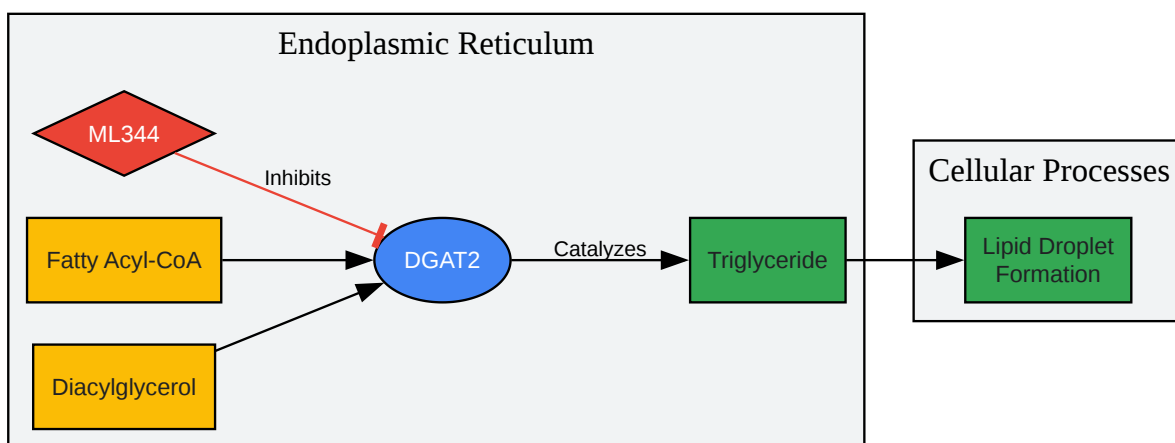 Endoplasmic Reticulum
ML344
Inhibits
Cellular Processes
Fatty Acyl-CoA
DGAT2
Catalyzes
Triglyceride
Lipid Droplet
Formation
Diacylglycerol